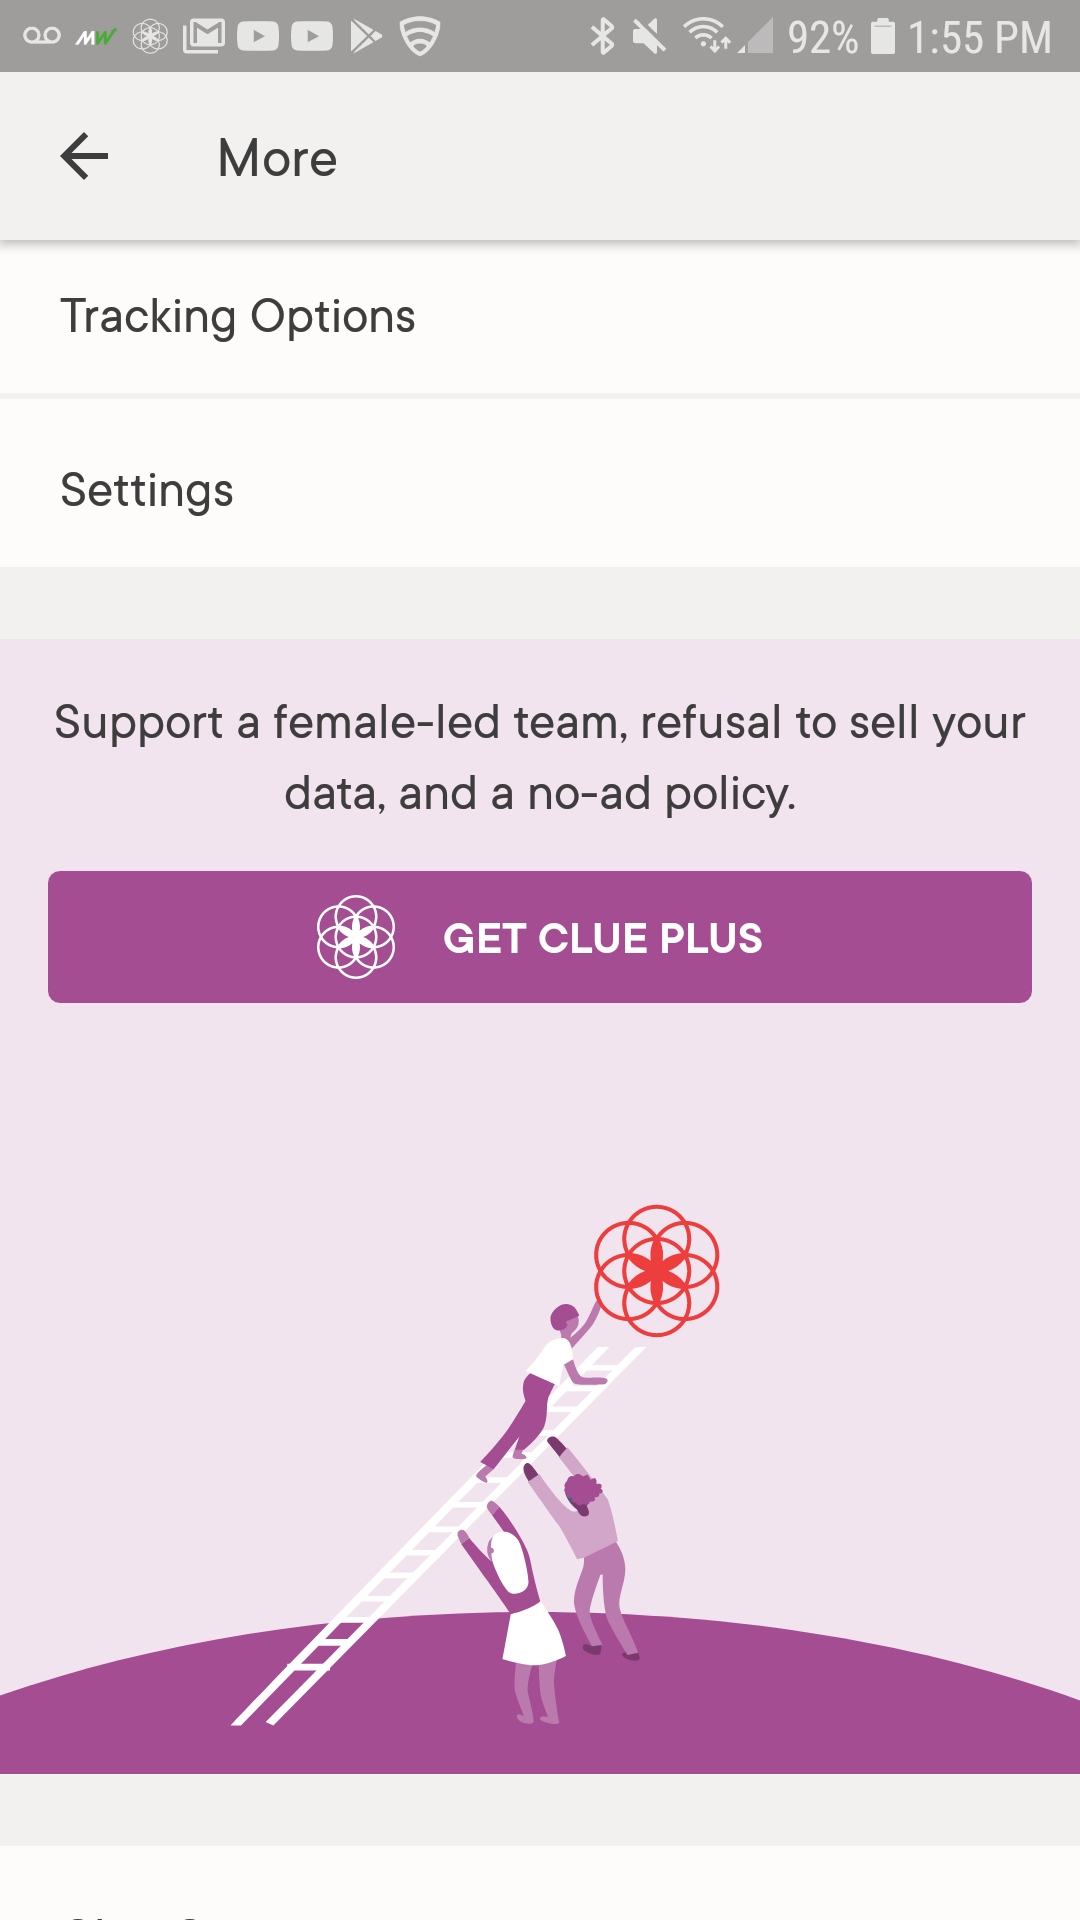 MW 92% 1:55 PM
More
Tracking Options
Settings
Support a female-led team, refusal to sell your
data, and a no-ad policy.
GET CLUE PLUS